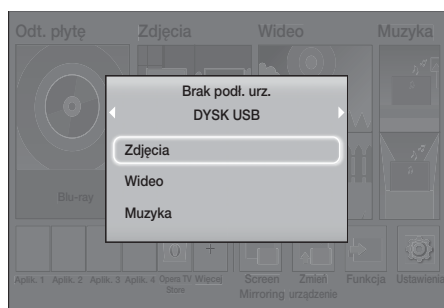 Odt. płytę Zdjęcia Wideo Muzyka
Brak podł. urz.
DYSK USB
Zdjęcia
Wideo
Muzyka
Blu-ray
Aplik. 1 Aplik. 2 Aplik. 3 Aplik. 4 Opera TV Więcej Screen Zmień Funkcja Ustawienia
Store Mirroring urządzenie